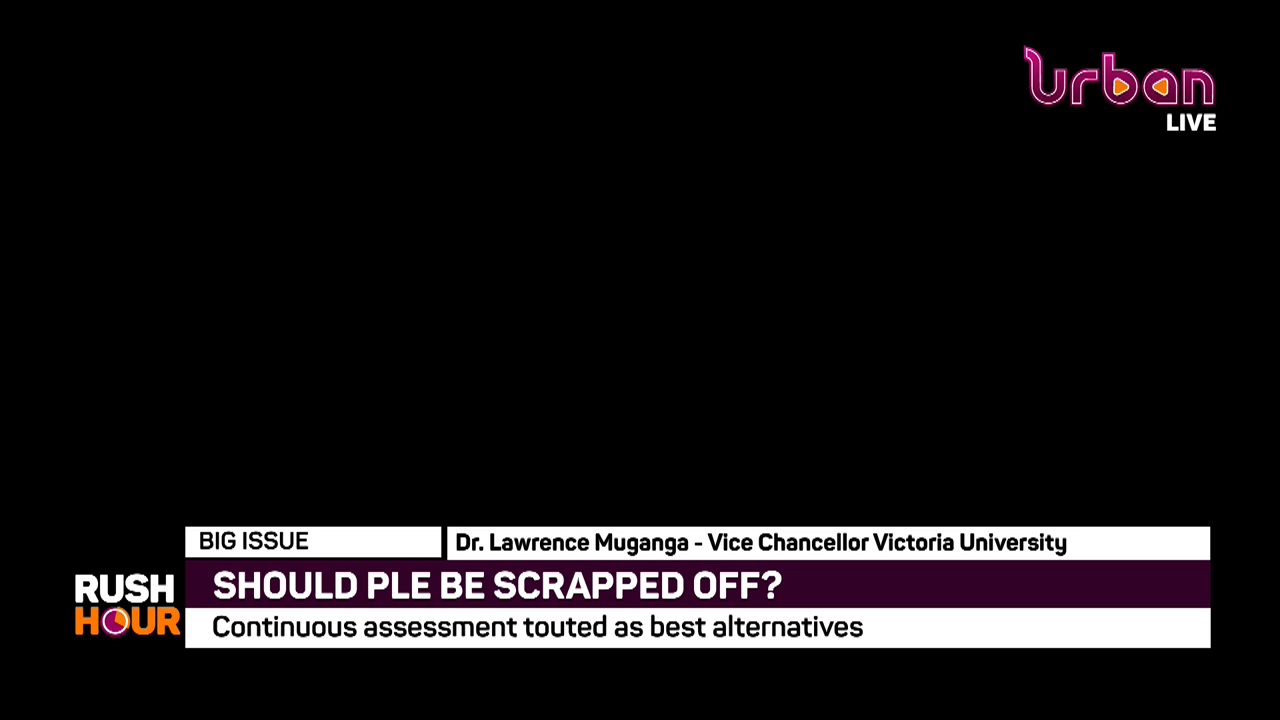 Urban
LIVE
BIG ISSUE
Dr. Lawrence Muganga - Vice Chancellor Victoria University
RUSH
HOUR
SHOULD PLE BE SCRAPPED OFF?
Continuous assessment touted as best alternatives